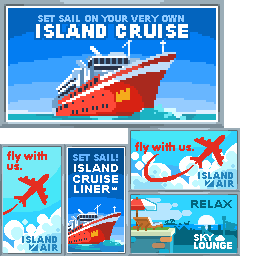 SET SAIL ON YOUR VERY OWN
ISLAND CRUISE
fly with
us.
ISLAND
AIR
SET SAIL!
ISLAND
CRUISE
LINER
fly with us.
ISLAND
AIR
RELAX
SKY
LOUNGE